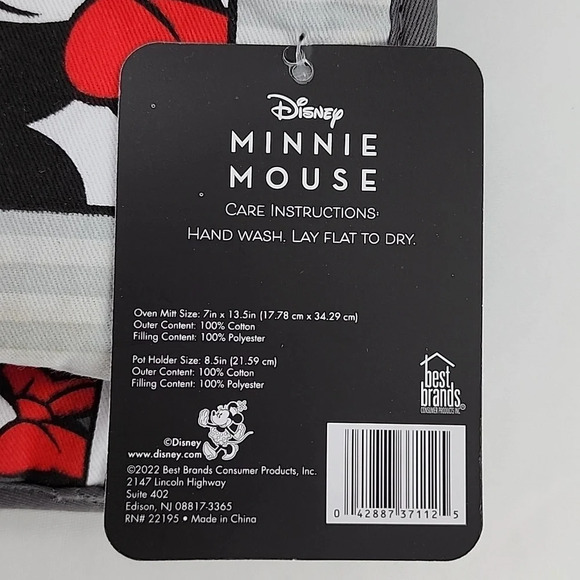 Disney
MINNIE
MOUSE
CARE INSTRUCTIONS:
HAND WASH. LAY FLAT TO DRY.
Oven Mitt Size: 7in x 13.5in (17.78 cm x 34.29 cm)
Outer Content: 100% Cotton
Filling Content: 100% Polyester
Pot Holder Size: 8.5in (21.59 cm)
Outer Content: 100% Cotton
Filling Content: 100% Polyester
best
brands®
CONSUMER PRODUCTS INC
©Disney
www.disney.com
©2022 Best Brands Consumer Products, Inc.
2147 Lincoln Highway
Suite 402
Edison, NJ 08817-3365
RN# 22195 • Made in China
0 42887 37112 5